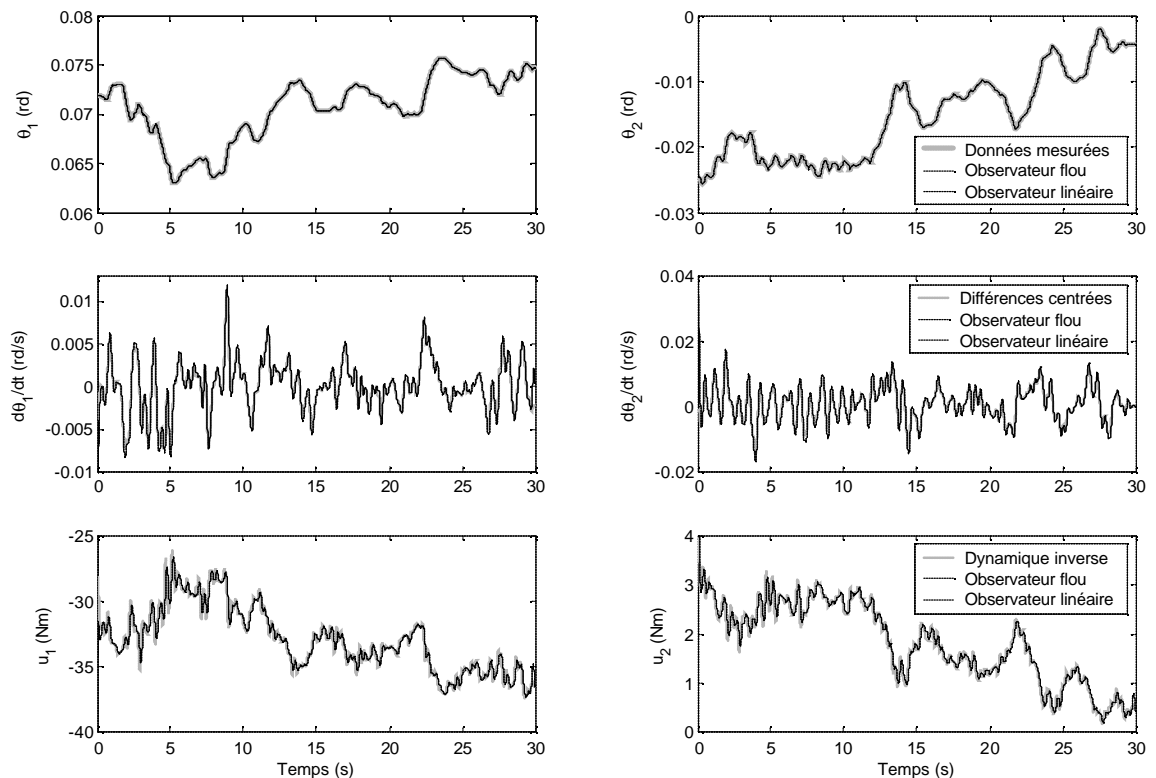 0.08
0.075
0.07
0.065
0.06
θ1 (rd)
0 5 10 15 20 25 30
0
-0.01
-0.02
-0.03
θ2 (rd)
Données mesurées
Observateur flou
Observateur linéaire
0 5 10 15 20 25 30
0.01
0.005
0
-0.005
-0.01
dθ1/dt (rd/s)
0 5 10 15 20 25 30
0.04
0.02
0
-0.02
dθ2/dt (rd/s)
Différences centrées
Observateur flou
Observateur linéaire
0 5 10 15 20 25 30
-25
-30
-35
-40
u1 (Nm)
0 5 10 15 20 25 30
Temps (s)
4
3
2
1
0
u2 (Nm)
Dynamique inverse
Observateur flou
Observateur linéaire
0 5 10 15 20 25 30
Temps (s)